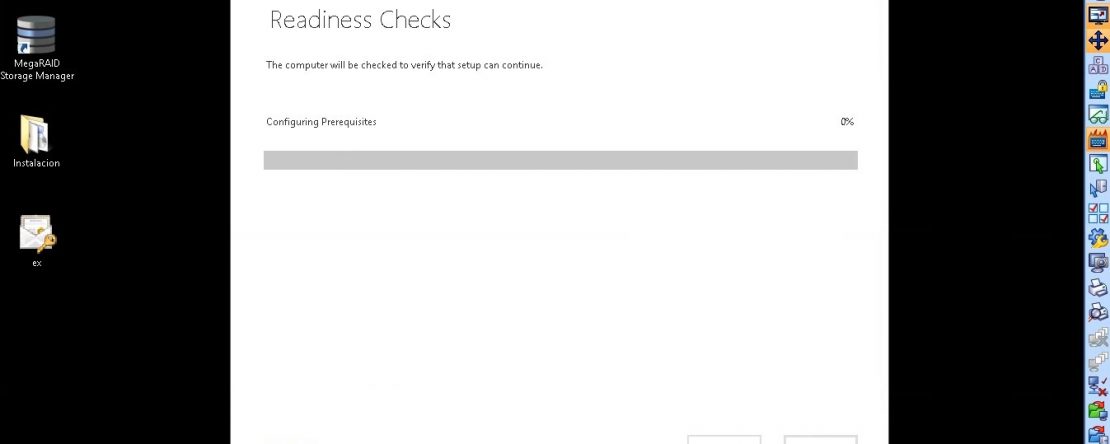 Readiness Checks
The computer will be checked to verify that setup can continue.
Configuring Prerequisites 0%
MegaRAID
Storage Manager
Instalacion
ex